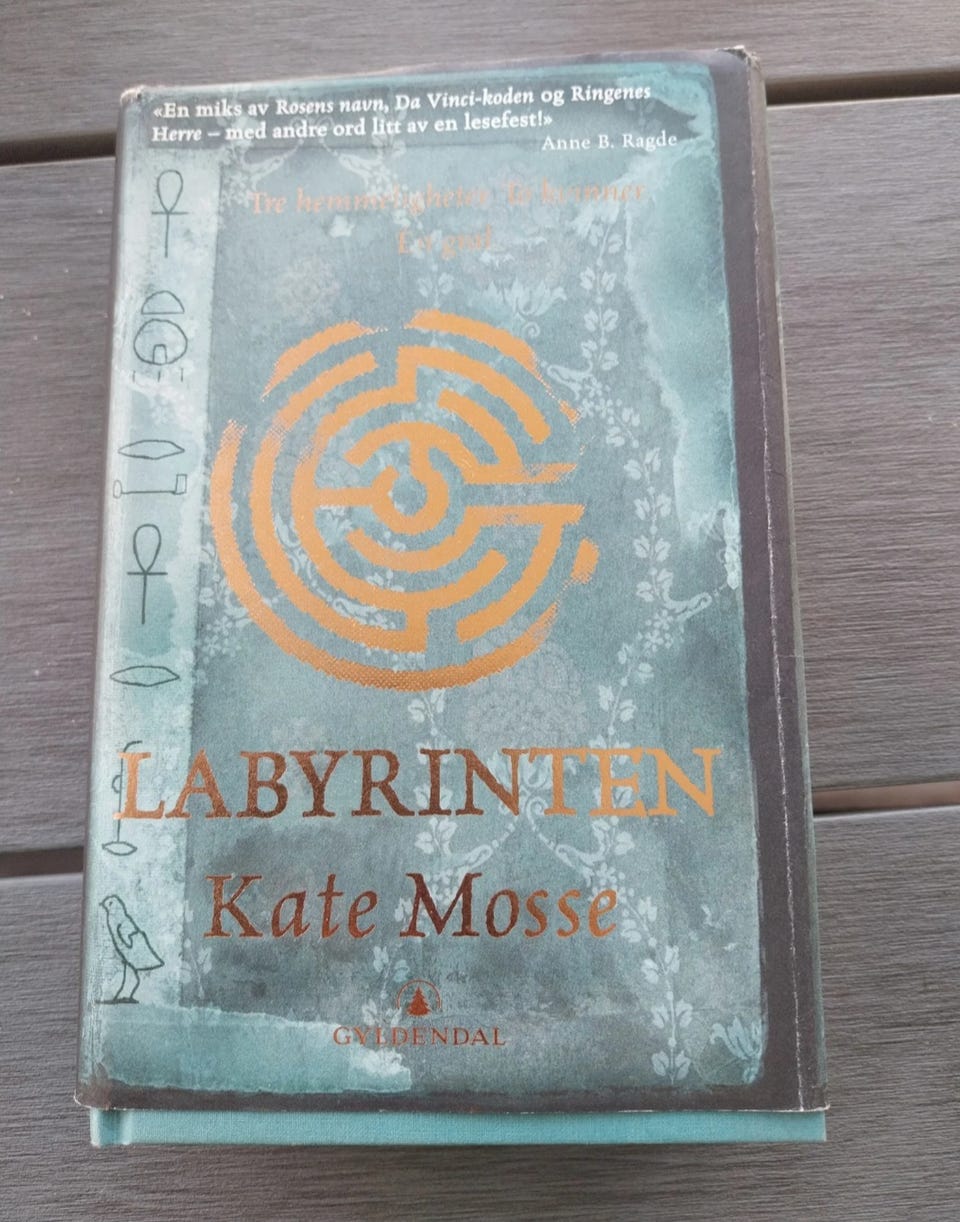 «En miks av Rosens navn, Da Vinci-koden og Ringenes
Herre – med andre ord litt av en lesefest!»
Anne B. Ragde
Tre hemmeligheter. To kvinner.
Én gral.
LABYRINTEN
Kate Mosse
GYLDENDAL